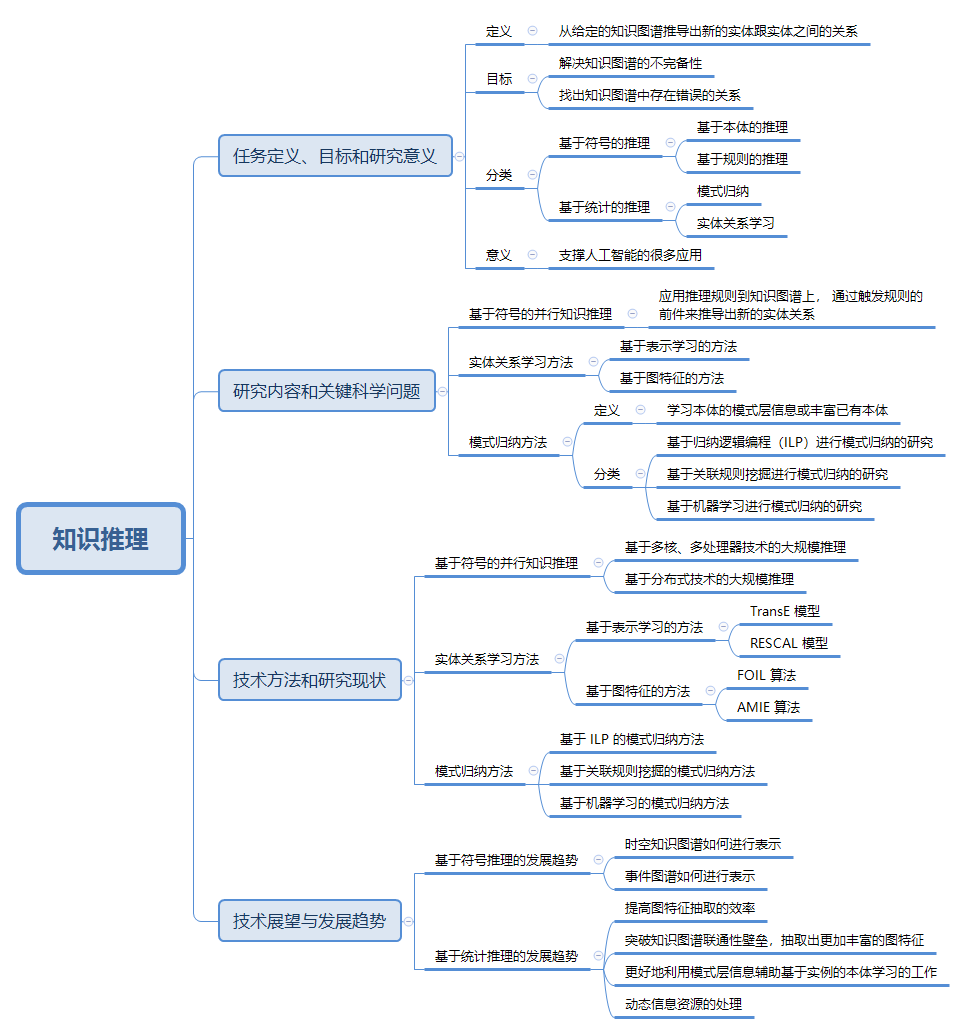 知识推理
任务定义、目标和研究意义
定义
从给定的知识图谱推导出新的实体跟实体之间的关系
目标
解决知识图谱的不完备性
找出知识图谱中存在错误的关系
分类
基于符号的推理
基于本体的推理
基于规则的推理
基于统计的推理
模式归纳
实体关系学习
意义
支撑人工智能的很多应用
研究内容和关键科学问题
基于符号的并行知识推理
应用推理规则到知识图谱上， 通过触发规则的
前件来推导出新的实体关系
实体关系学习方法
基于表示学习的方法
基于图特征的方法
模式归纳方法
定义
学习本体的模式层信息或丰富已有本体
分类
基于归纳逻辑编程（ILP）进行模式归纳的研究
基于关联规则挖掘进行模式归纳的研究
基于机器学习进行模式归纳的研究
技术方法和研究现状
基于符号的并行知识推理
基于多核、多处理器技术的大规模推理
基于分布式技术的大规模推理
实体关系学习方法
基于表示学习的方法
TransE 模型
RESCAL 模型
基于图特征的方法
FOIL 算法
AMIE 算法
模式归纳方法
基于 ILP 的模式归纳方法
基于关联规则挖掘的模式归纳方法
基于机器学习的模式归纳方法
技术展望与发展趋势
基于符号推理的发展趋势
时空知识图谱如何进行表示
事件图谱如何进行表示
基于统计推理的发展趋势
提高图特征抽取的效率
突破知识图谱联通性壁垒，抽取出更加丰富的图特征
更好地利用模式层信息辅助基于实例的本体学习的工作
动态信息资源的处理